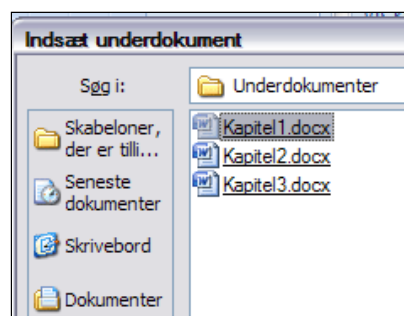 Indsæt underdokument
Søg i:
Underdokumenter
Skabeloner,
der er tilli...
Seneste
dokumenter
Skrivebord
Dokumenter
Kapitel1.docx
Kapitel2.docx
Kapitel3.docx